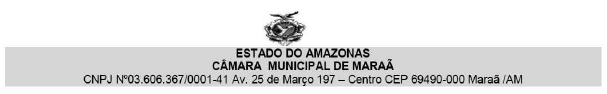 ESTADO DO AMAZONAS
CÂMARA MUNICIPAL DE MARAÃ
CNPJ Nº03.606.367/0001-41 Av. 25 de Março 197 – Centro CEP 69490-000 Maraã /AM